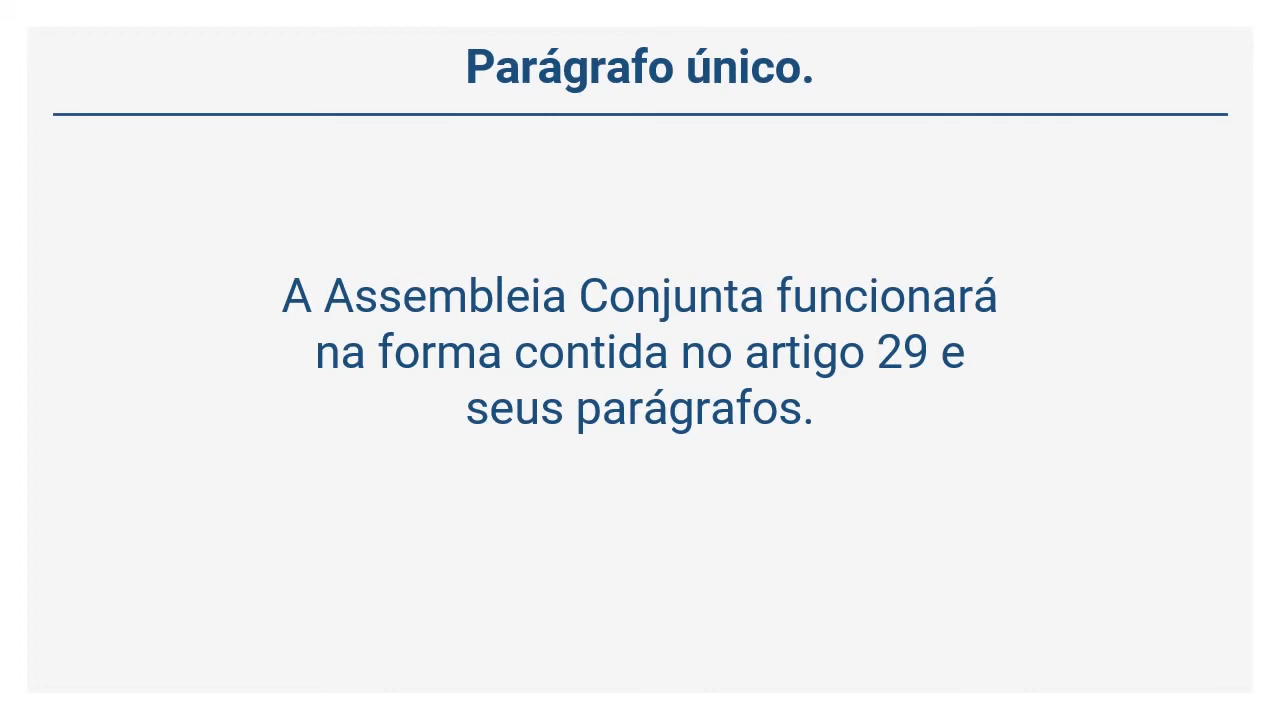 Parágrafo único.
A Assembleia Conjunta funcionará
na forma contida no artigo 29 e
seus parágrafos.